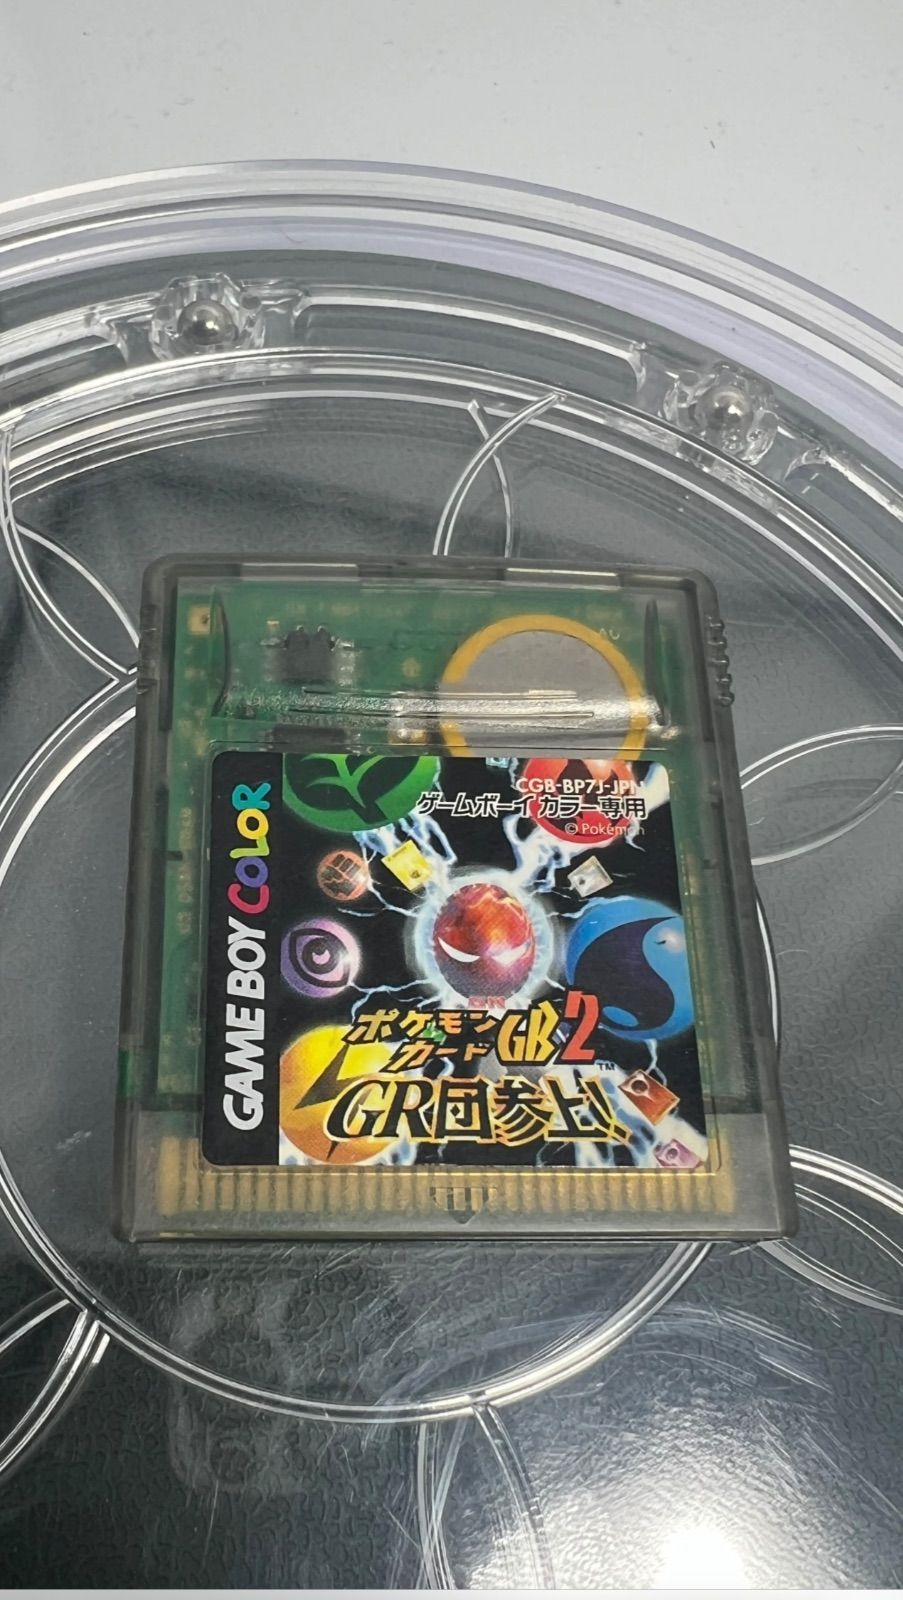 CGB-BP7J-JPN
ゲームボーイカラー専用
© Pokémon
GAME BOY COLOR
ポケモン
カードGB2
TM
GR団参上!